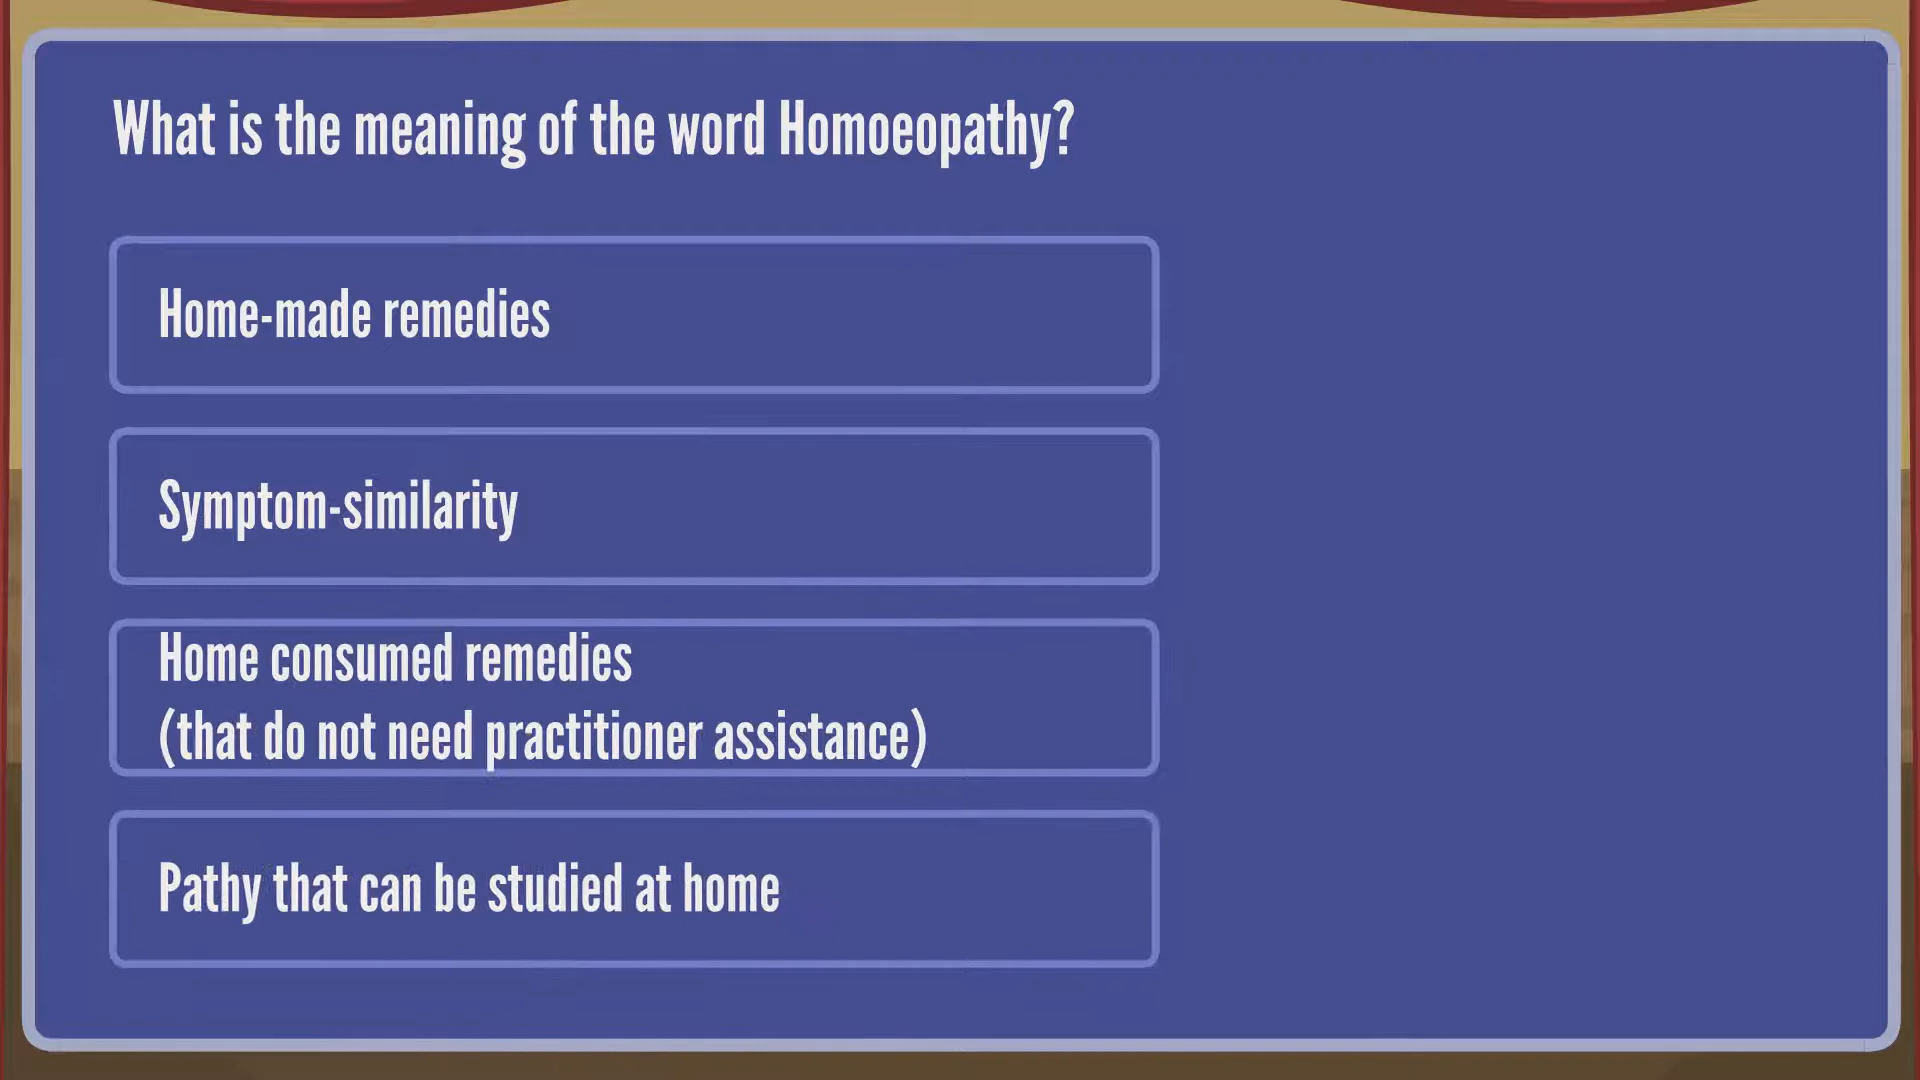 What is the meaning of the word Homoeopathy?
Home-made remedies
Symptom-similarity
Home consumed remedies
(that do not need practitioner assistance)
Pathy that can be studied at home